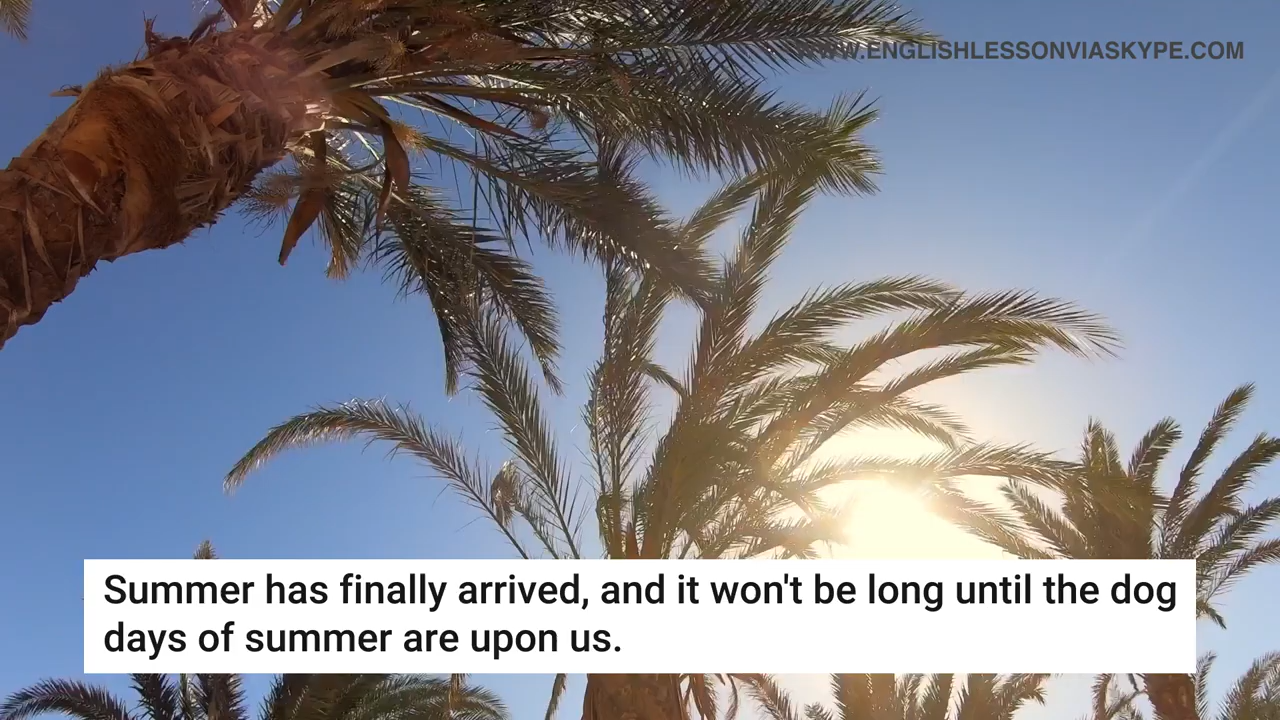 WWW.ENGLISHLESSONVIASKYPE.COM
Summer has finally arrived, and it won't be long until the dog
days of summer are upon us.